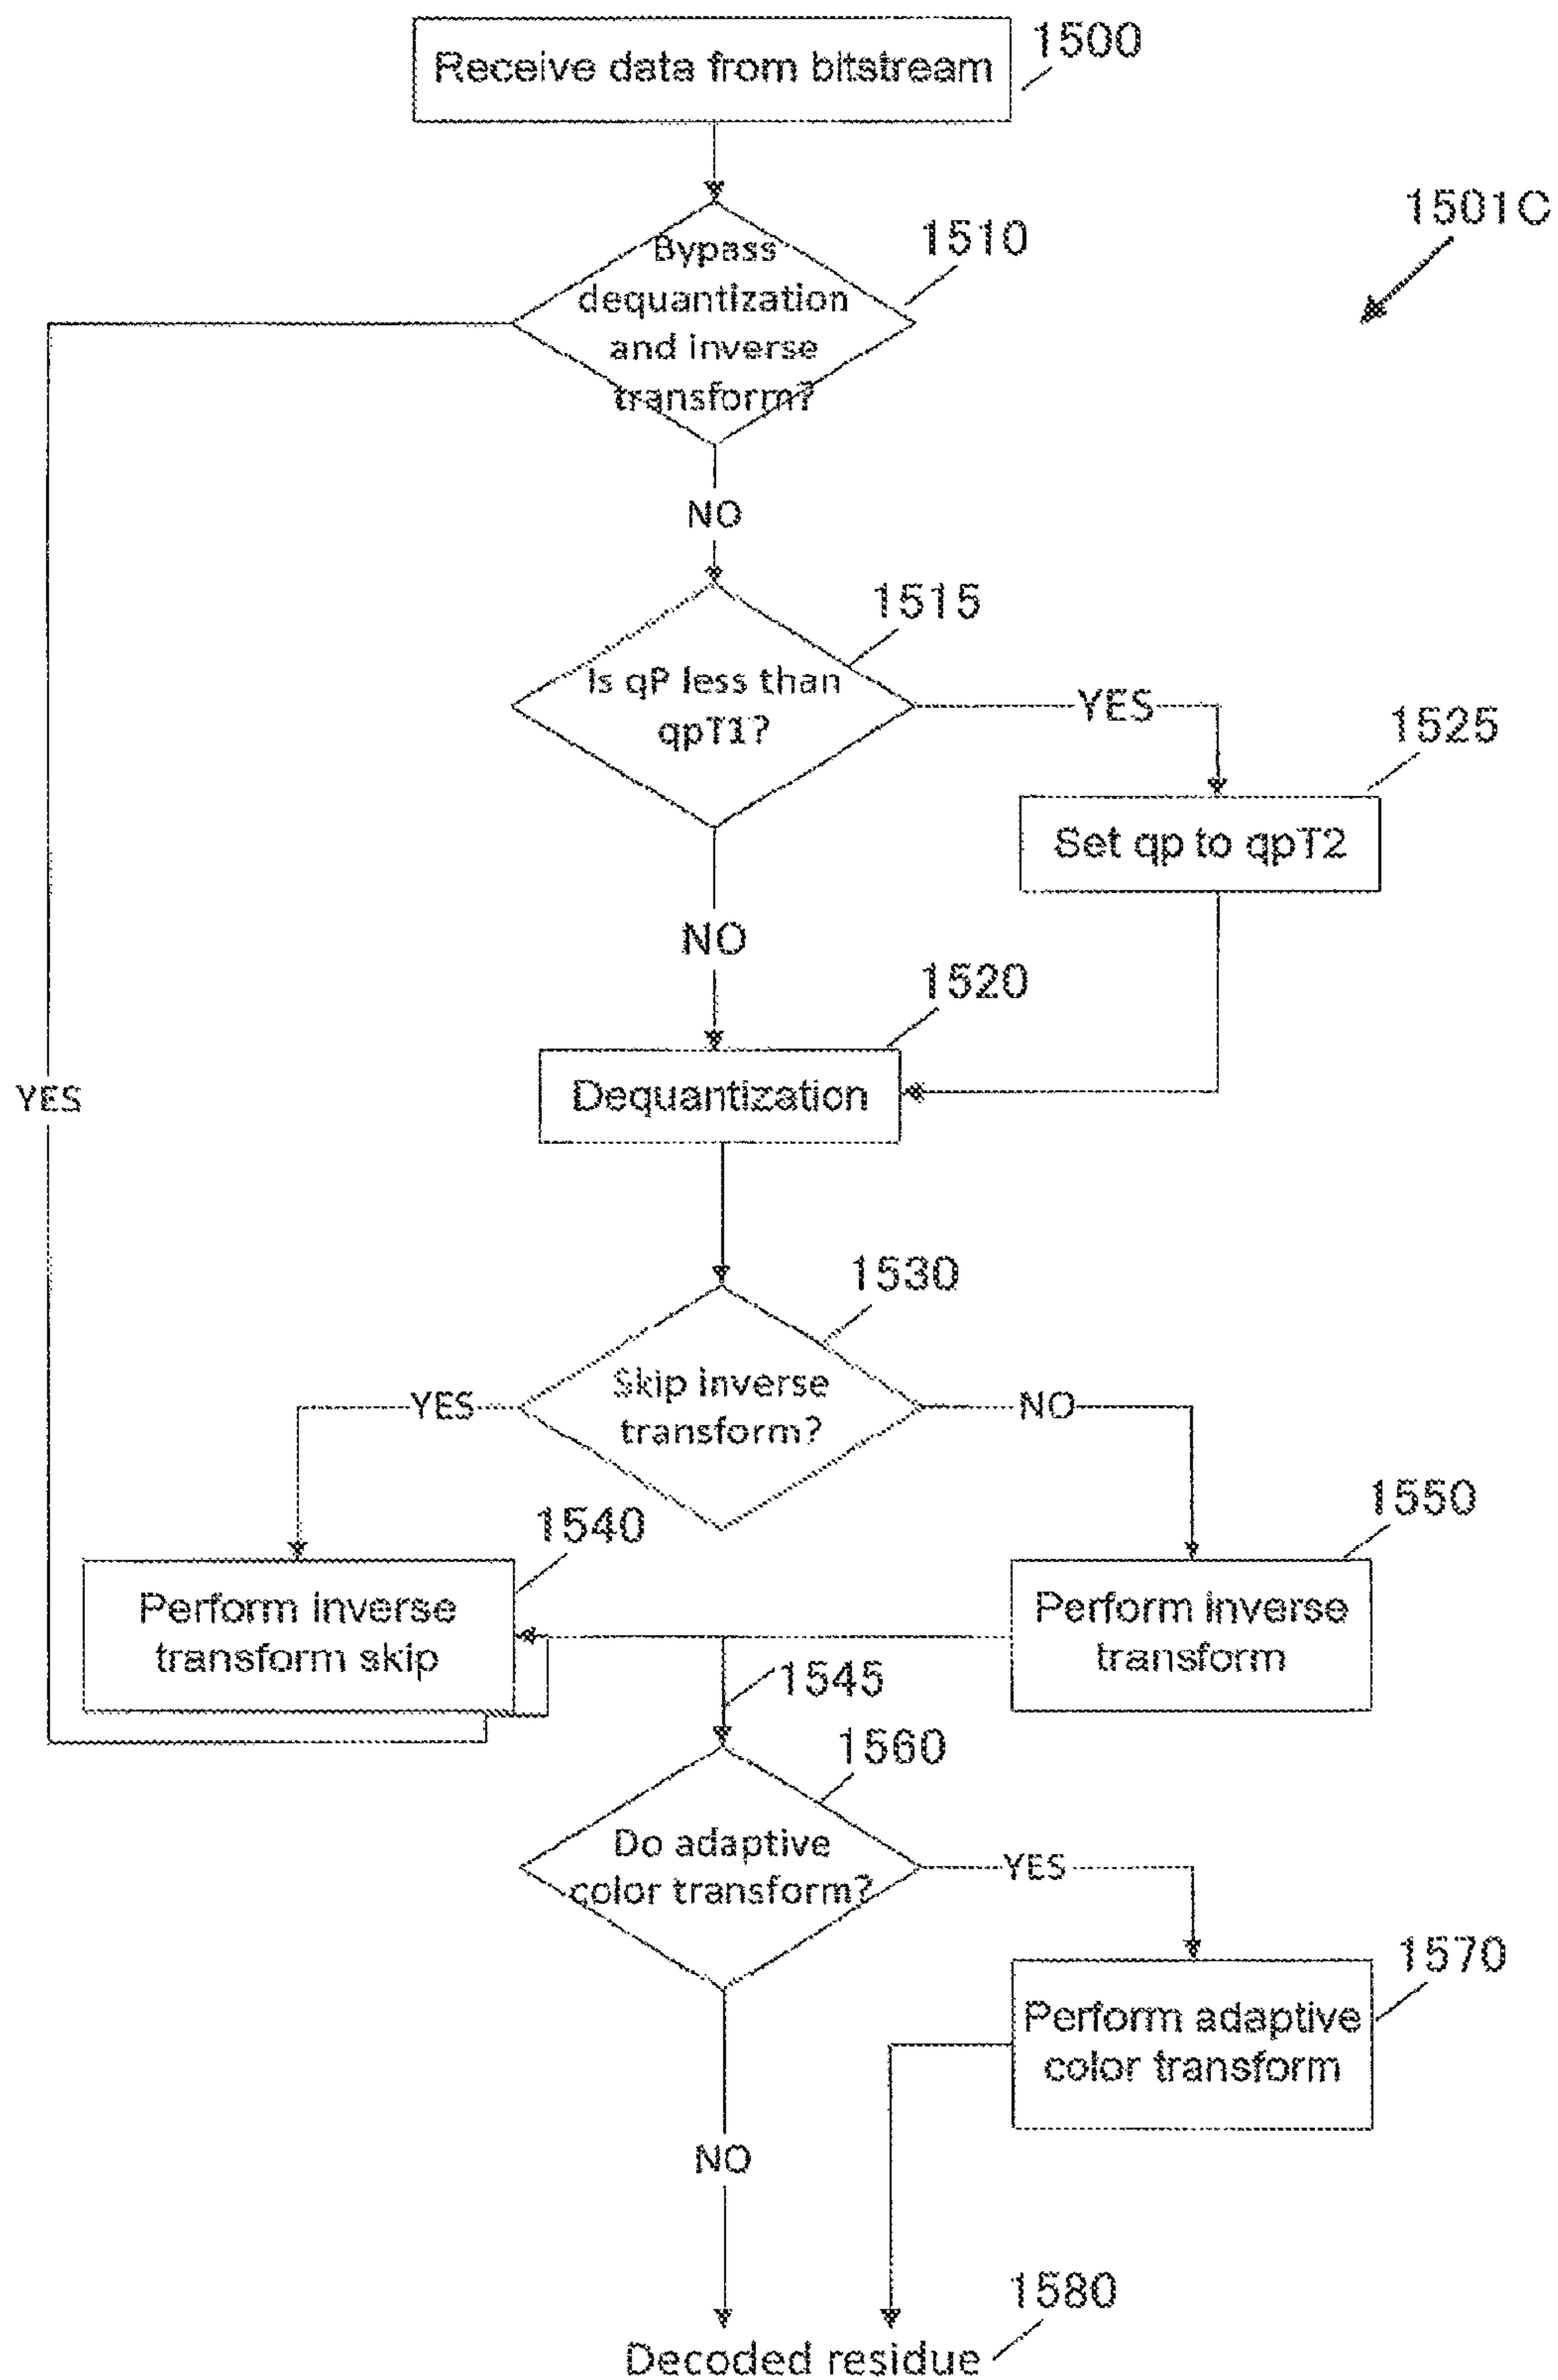 Receive data from bitstream
1500
1501C
Bypass
dequantization
and inverse
transform?
1510
NO
Is qP less than
qpT1?
1515
YES
1525
Set qp to qpT2
NO
1520
Dequantization
YES
1530
Skip inverse
transform?
YES
NO
1540
1550
Perform inverse
transform skip
Perform inverse
transform
1545
1560
Do adaptive
color transform?
YES
1570
Perform adaptive
color transform
NO
1580
Decoded residue